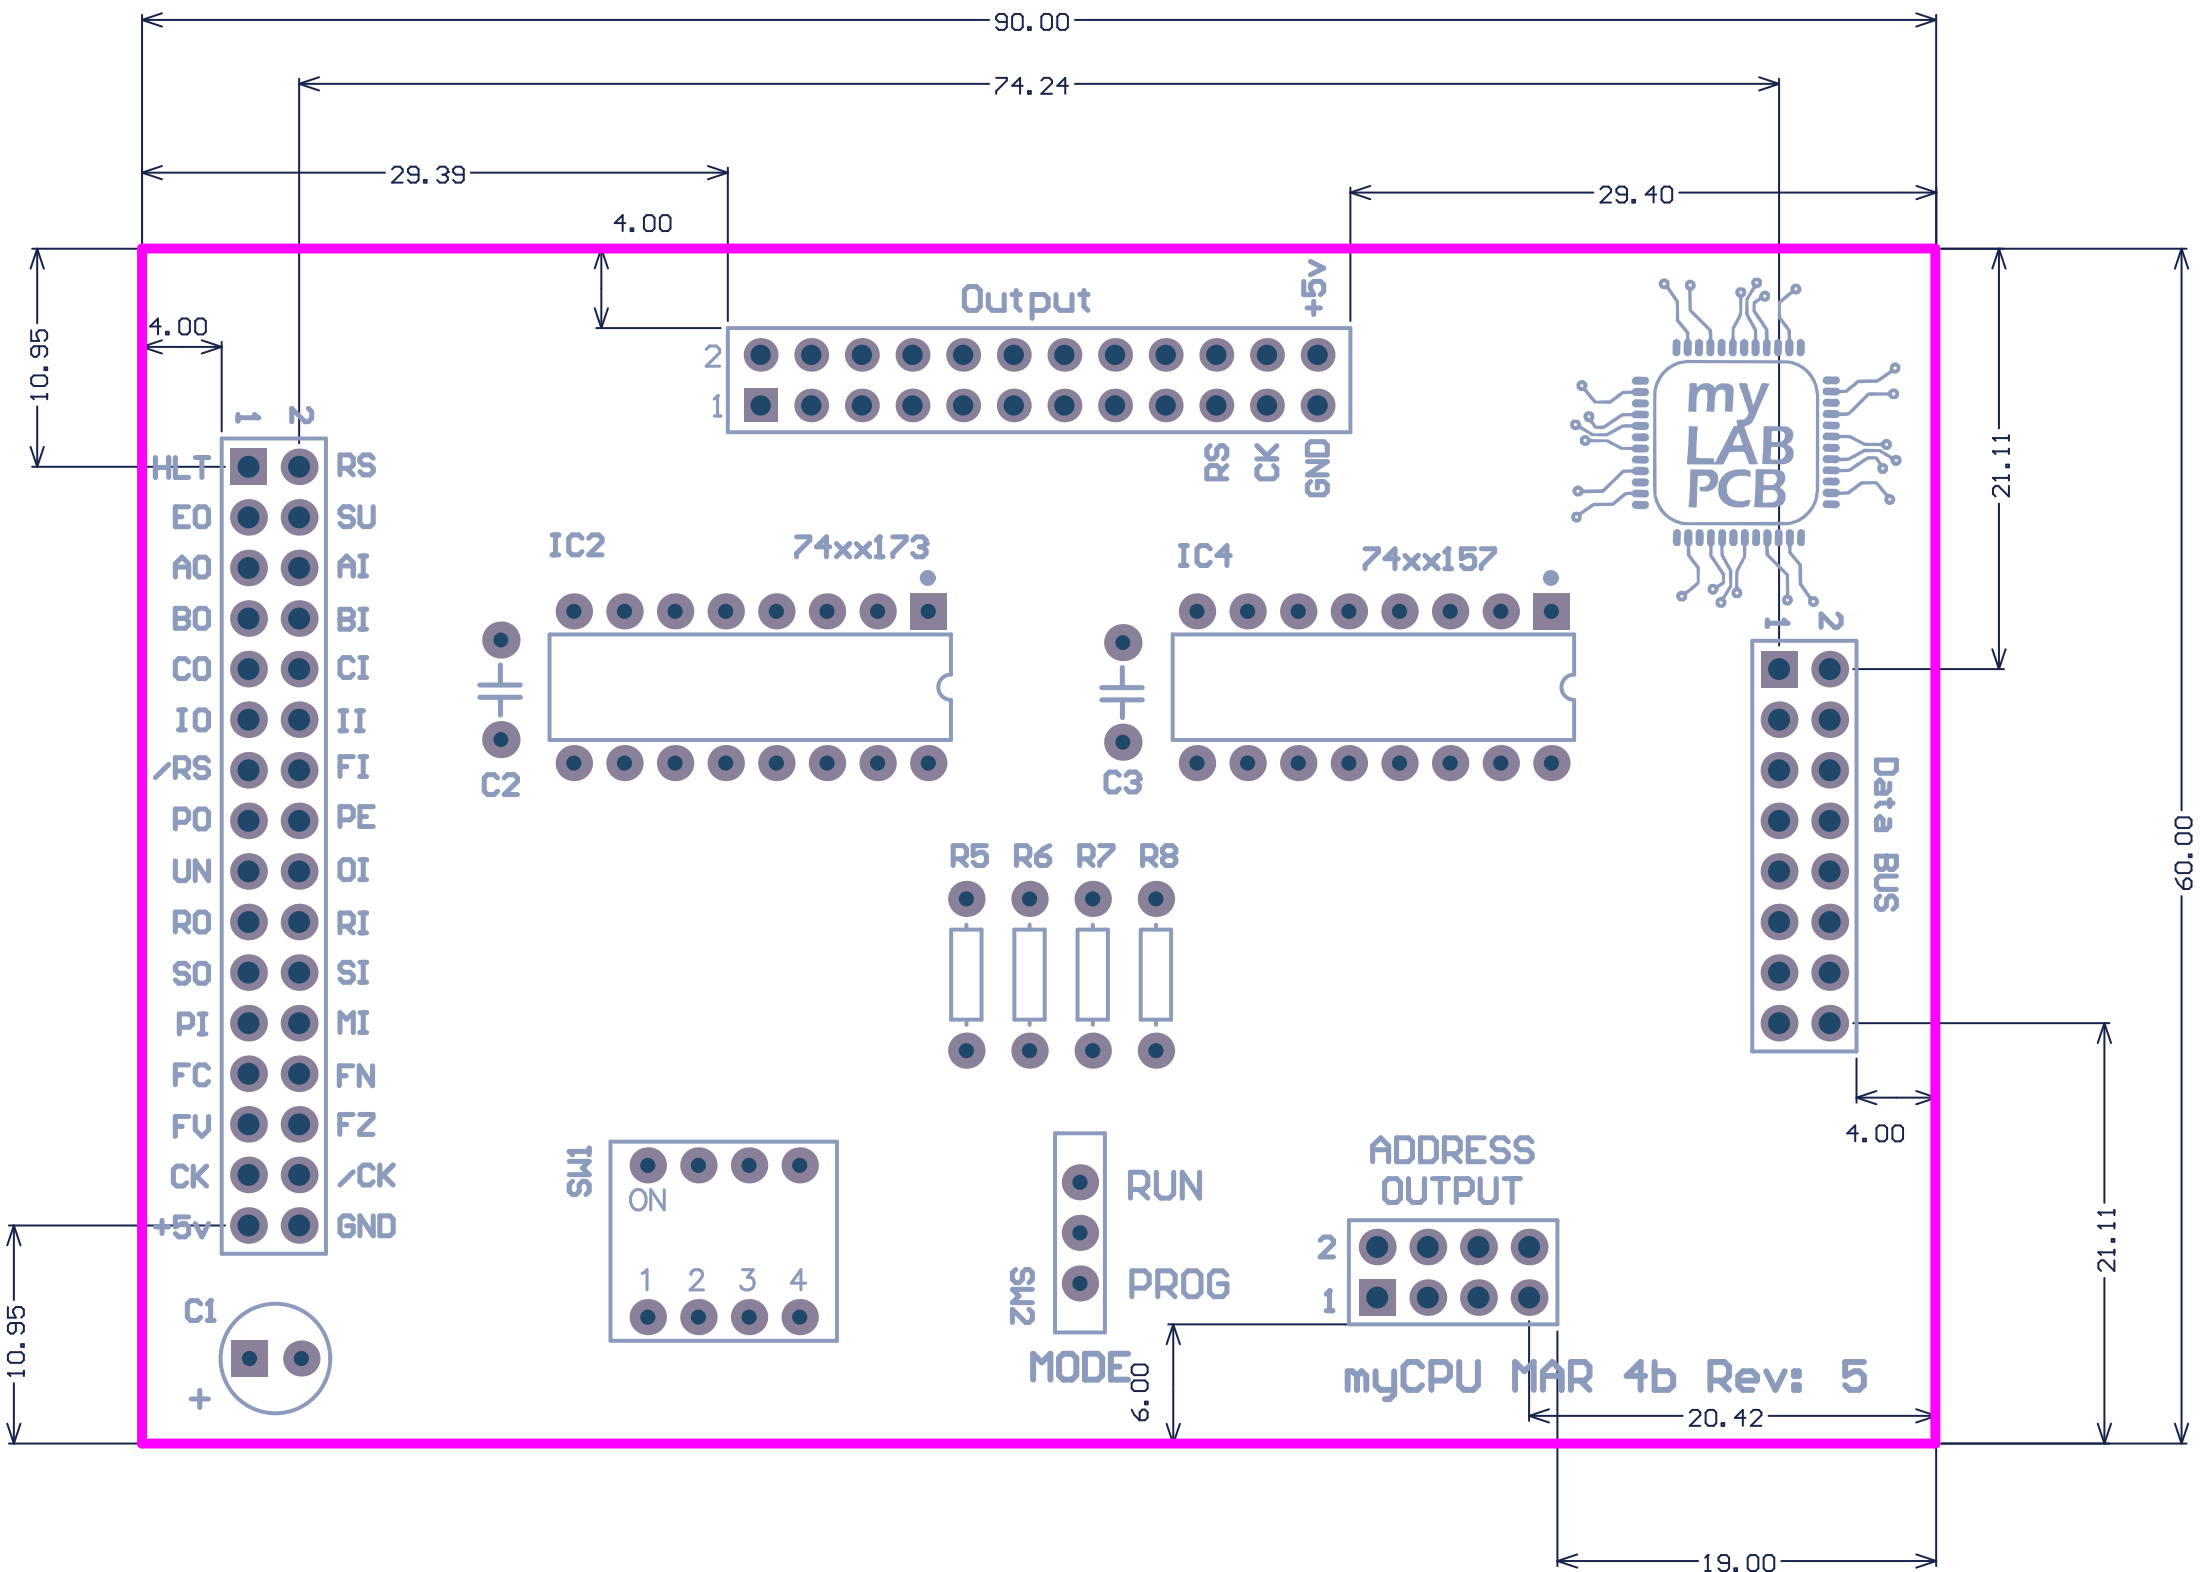 90.00
74.24
29.39
29.40
4.00
10.95
4.00
Output
+5v
2
1
RS
CK
GND
my
LAB
PCB
21.11
60.00
1 2
HLT RS
EO SU
AO AI
BO BI
CO CI
IO II
/RS FI
PO PE
UN OI
RO RI
SO SI
PI MI
FC FN
FV FZ
CK /CK
+5v GND
IC2 74xx173
IC4 74xx157
C2
C3
1 2
Data BUS
R5 R6 R7 R8
4.00
21.11
SW1
ON
1 2 3 4
RUN
PROG
SW2
MODE
ADDRESS
OUTPUT
2
1
10.95
C1
+
6.00
myCPU MAR 4b Rev: 5
20.42
19.00